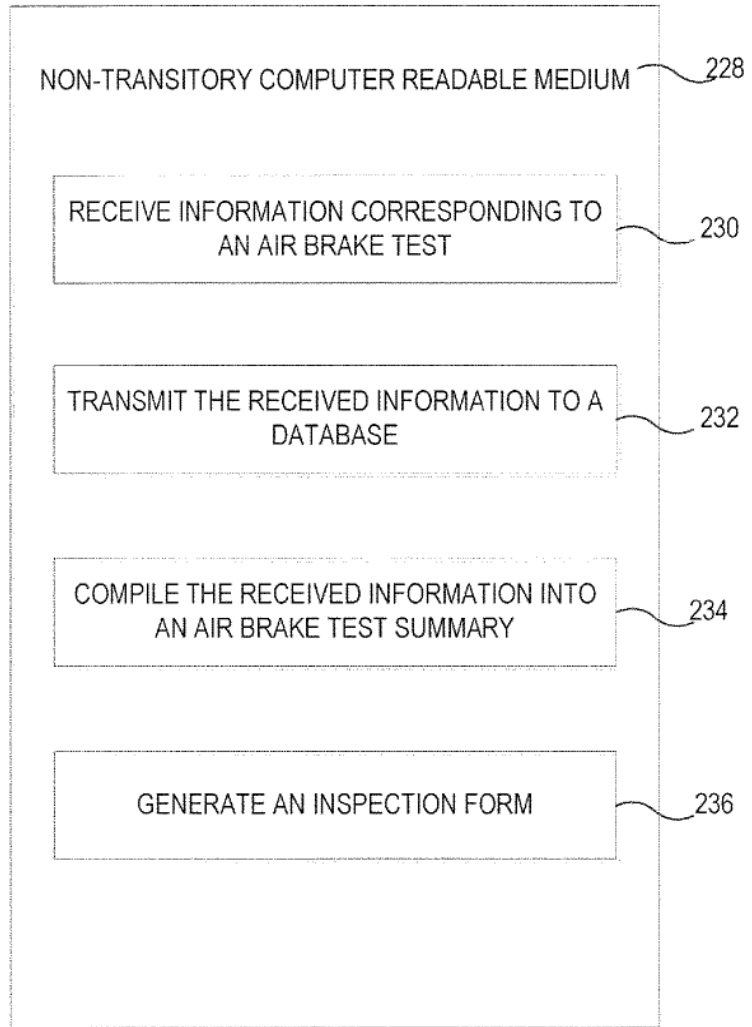 NON-TRANSITORY COMPUTER READABLE MEDIUM
228
RECEIVE INFORMATION CORRESPONDING TO
AN AIR BRAKE TEST
230
TRANSMIT THE RECEIVED INFORMATION TO A
DATABASE
232
COMPILE THE RECEIVED INFORMATION INTO
AN AIR BRAKE TEST SUMMARY
234
GENERATE AN INSPECTION FORM
236